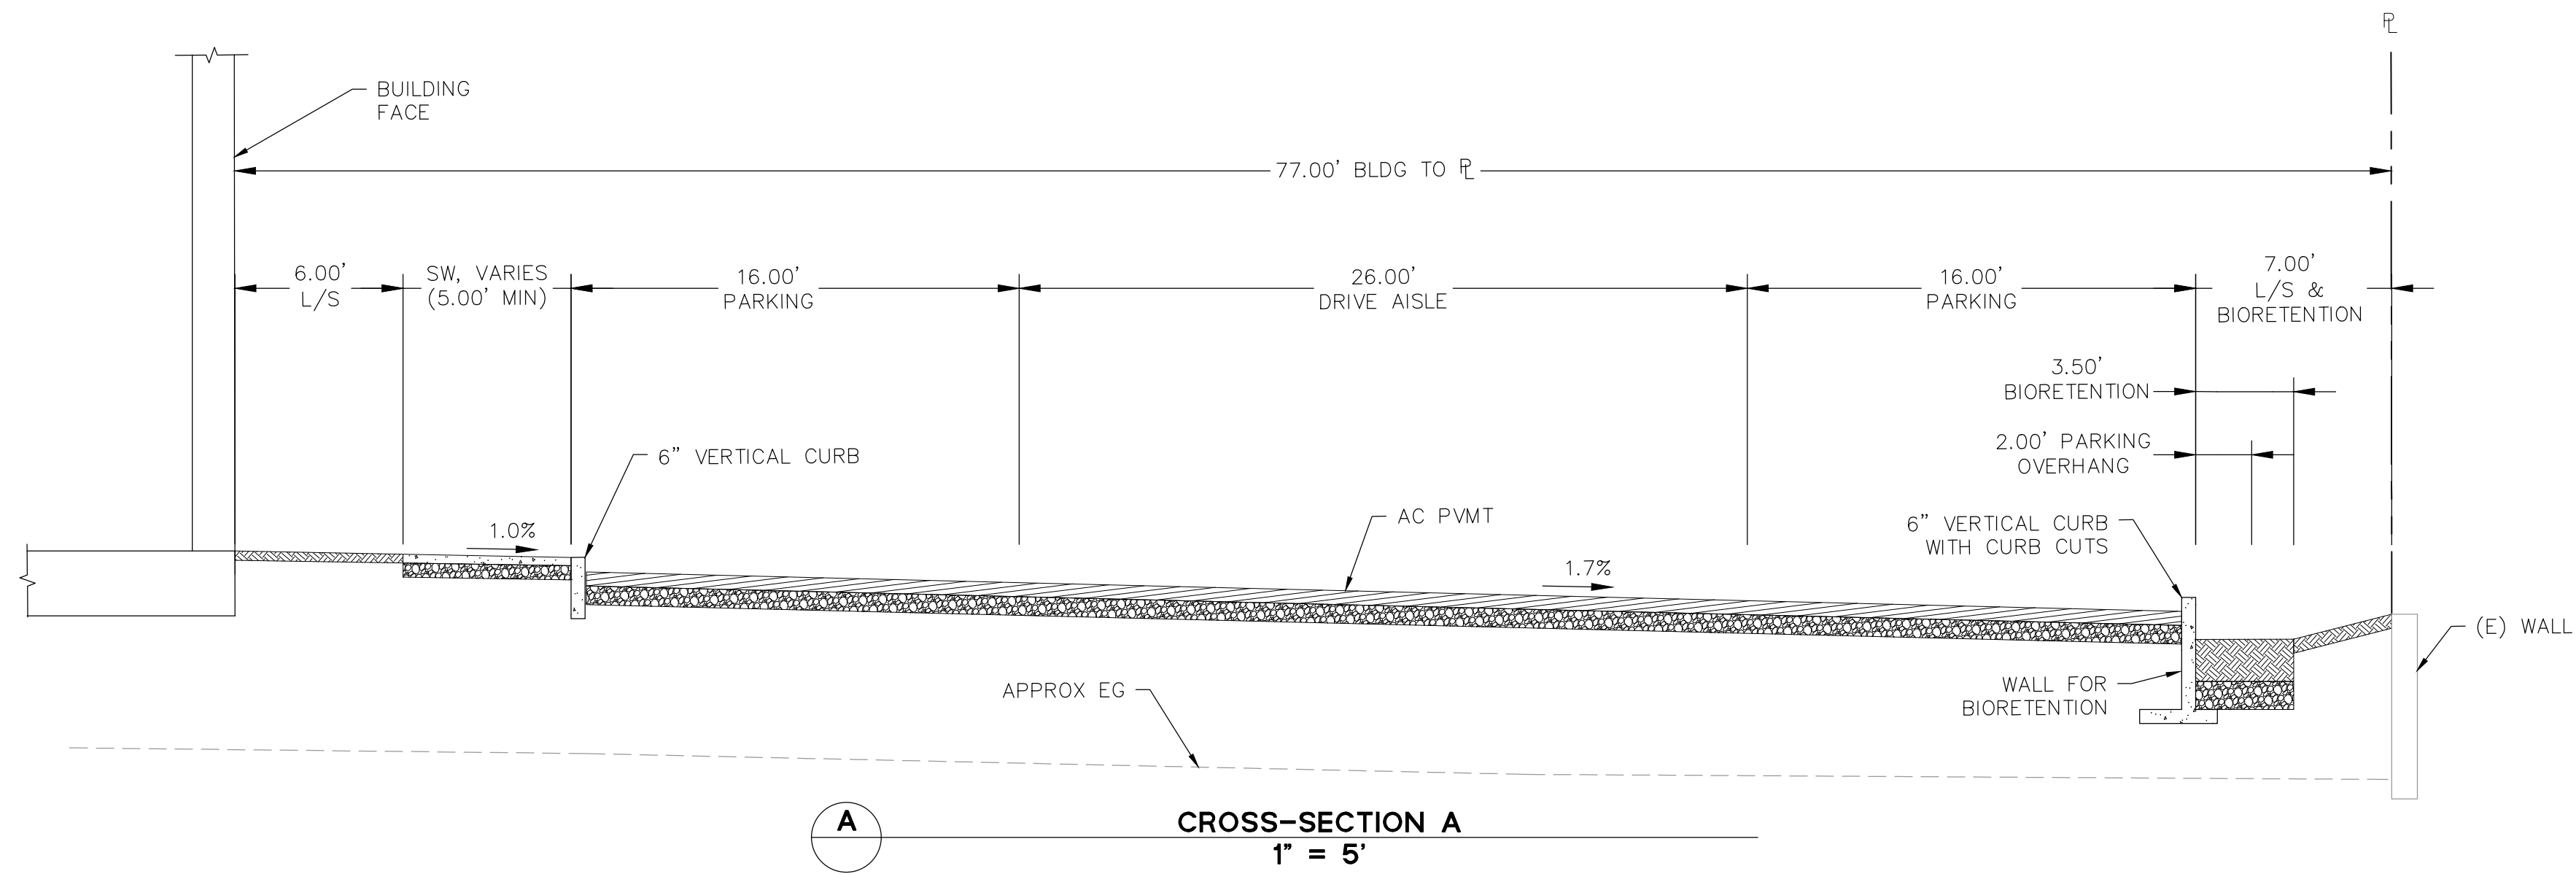 ℄
BUILDING
FACE
77.00' BLDG TO ℄
6.00'
L/S
SW, VARIES
(5.00' MIN)
16.00'
PARKING
26.00'
DRIVE AISLE
16.00'
PARKING
7.00'
L/S &
BIORETENTION
3.50'
BIORETENTION
2.00' PARKING
OVERHANG
6" VERTICAL CURB
1.0%
AC PVMT
6" VERTICAL CURB
WITH CURB CUTS
1.7%
(E) WALL
APPROX EG
WALL FOR
BIORETENTION
A
CROSS-SECTION A
1" = 5'